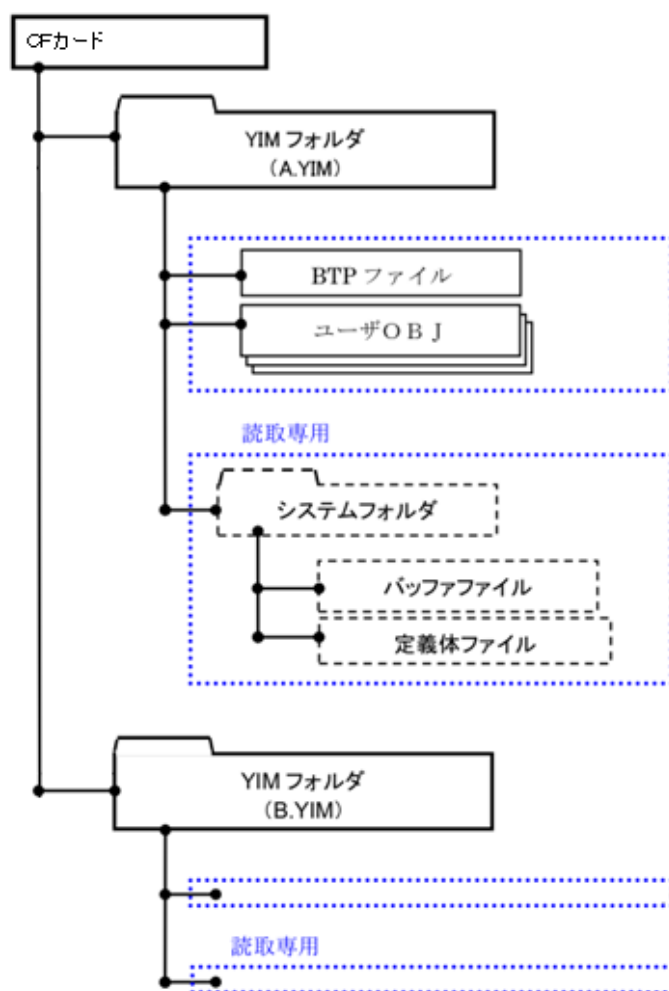 CFカード
YIM フォルダ
（A.YIM）
BTP ファイル
ユーザＯＢＪ
読取専用
システムフォルダ
バッファファイル
定義体ファイル
YIM フォルダ
（B.YIM）
読取専用